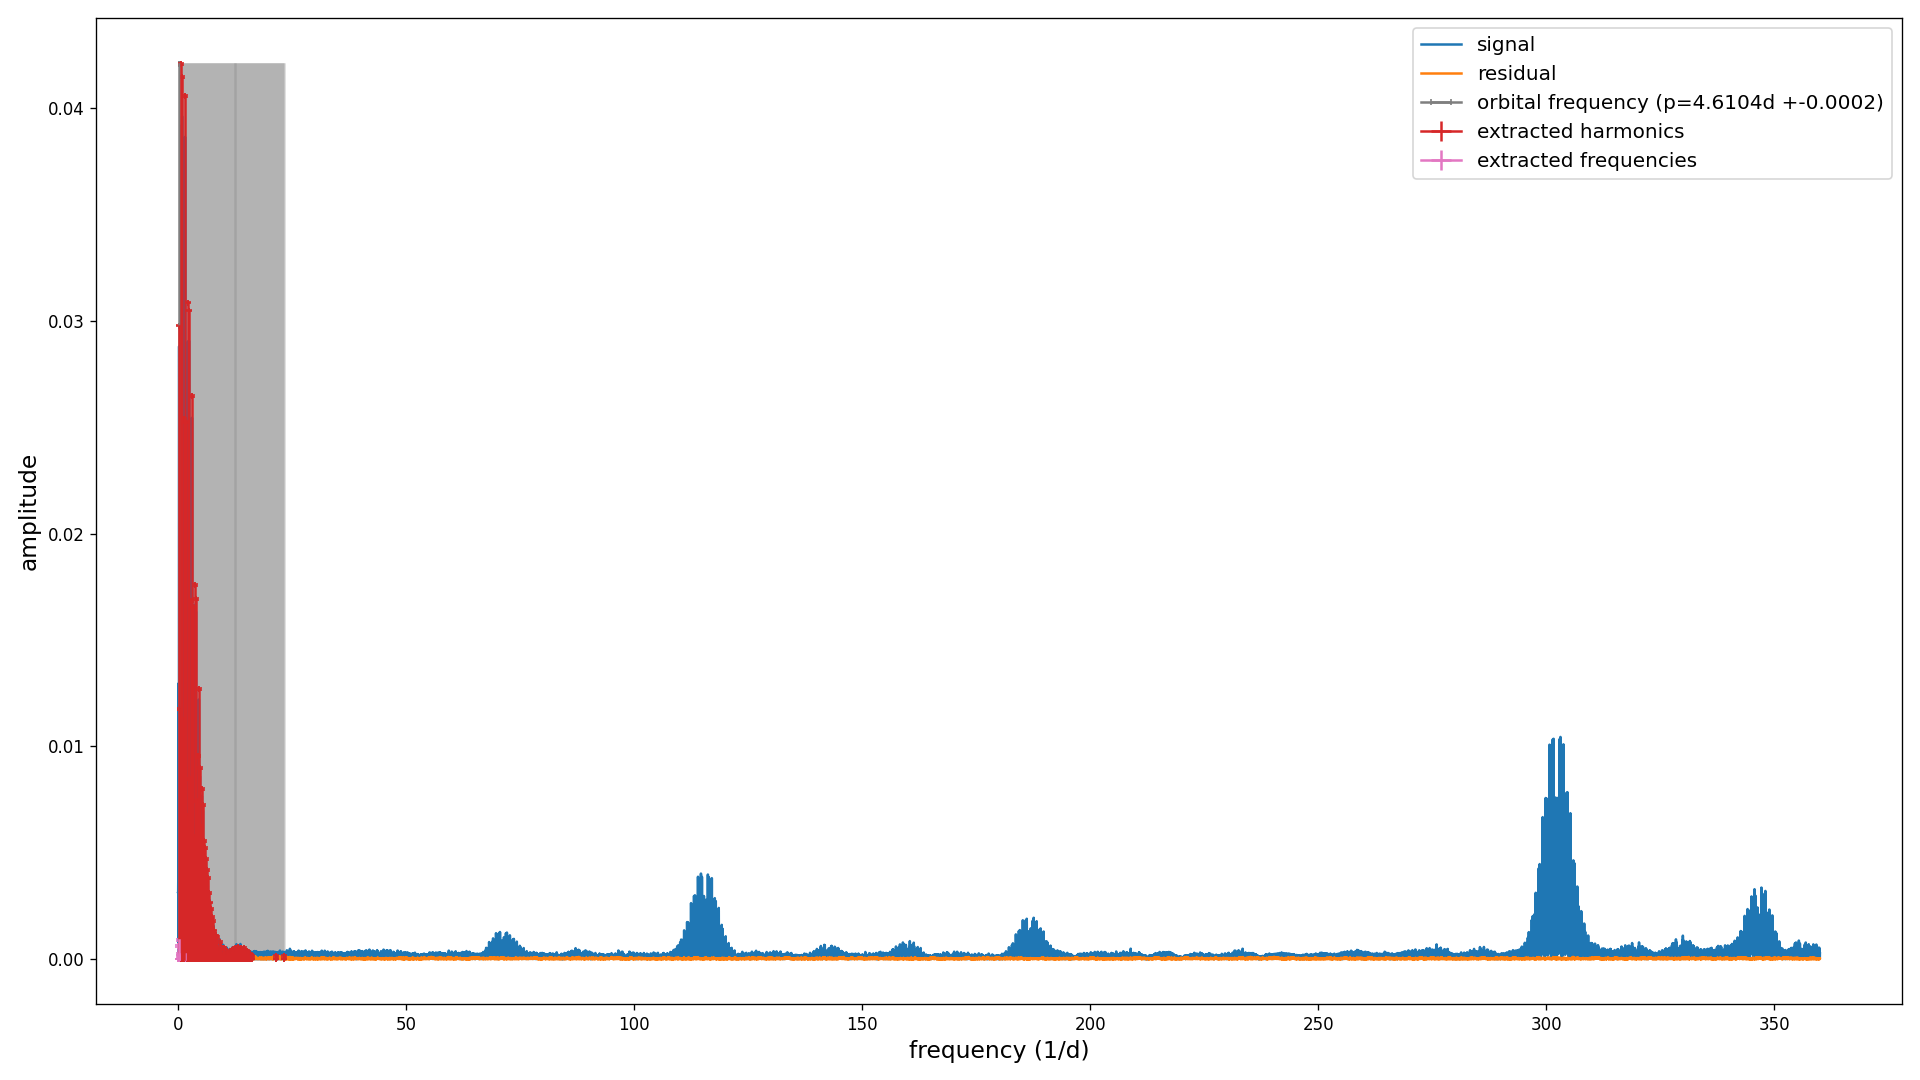 signal
residual
orbital frequency (p=4.6104d +-0.0002)
extracted harmonics
extracted frequencies
amplitude
0.04
0.03
0.02
0.01
0.00
0 50 100 150 200 250 300 350
frequency (1/d)